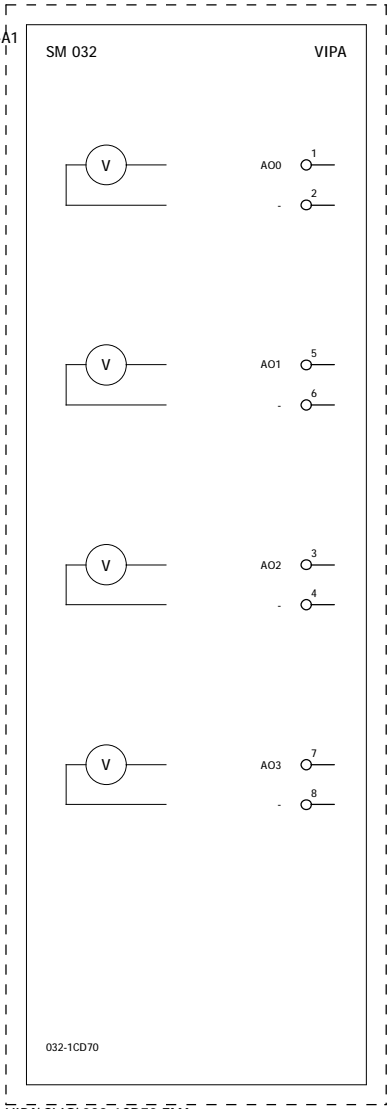 A1
SM 032 VIPA
V AO0 1
- 2
V AO1 5
- 6
V AO2 3
- 4
V AO3 7
- 8
032-1CD70